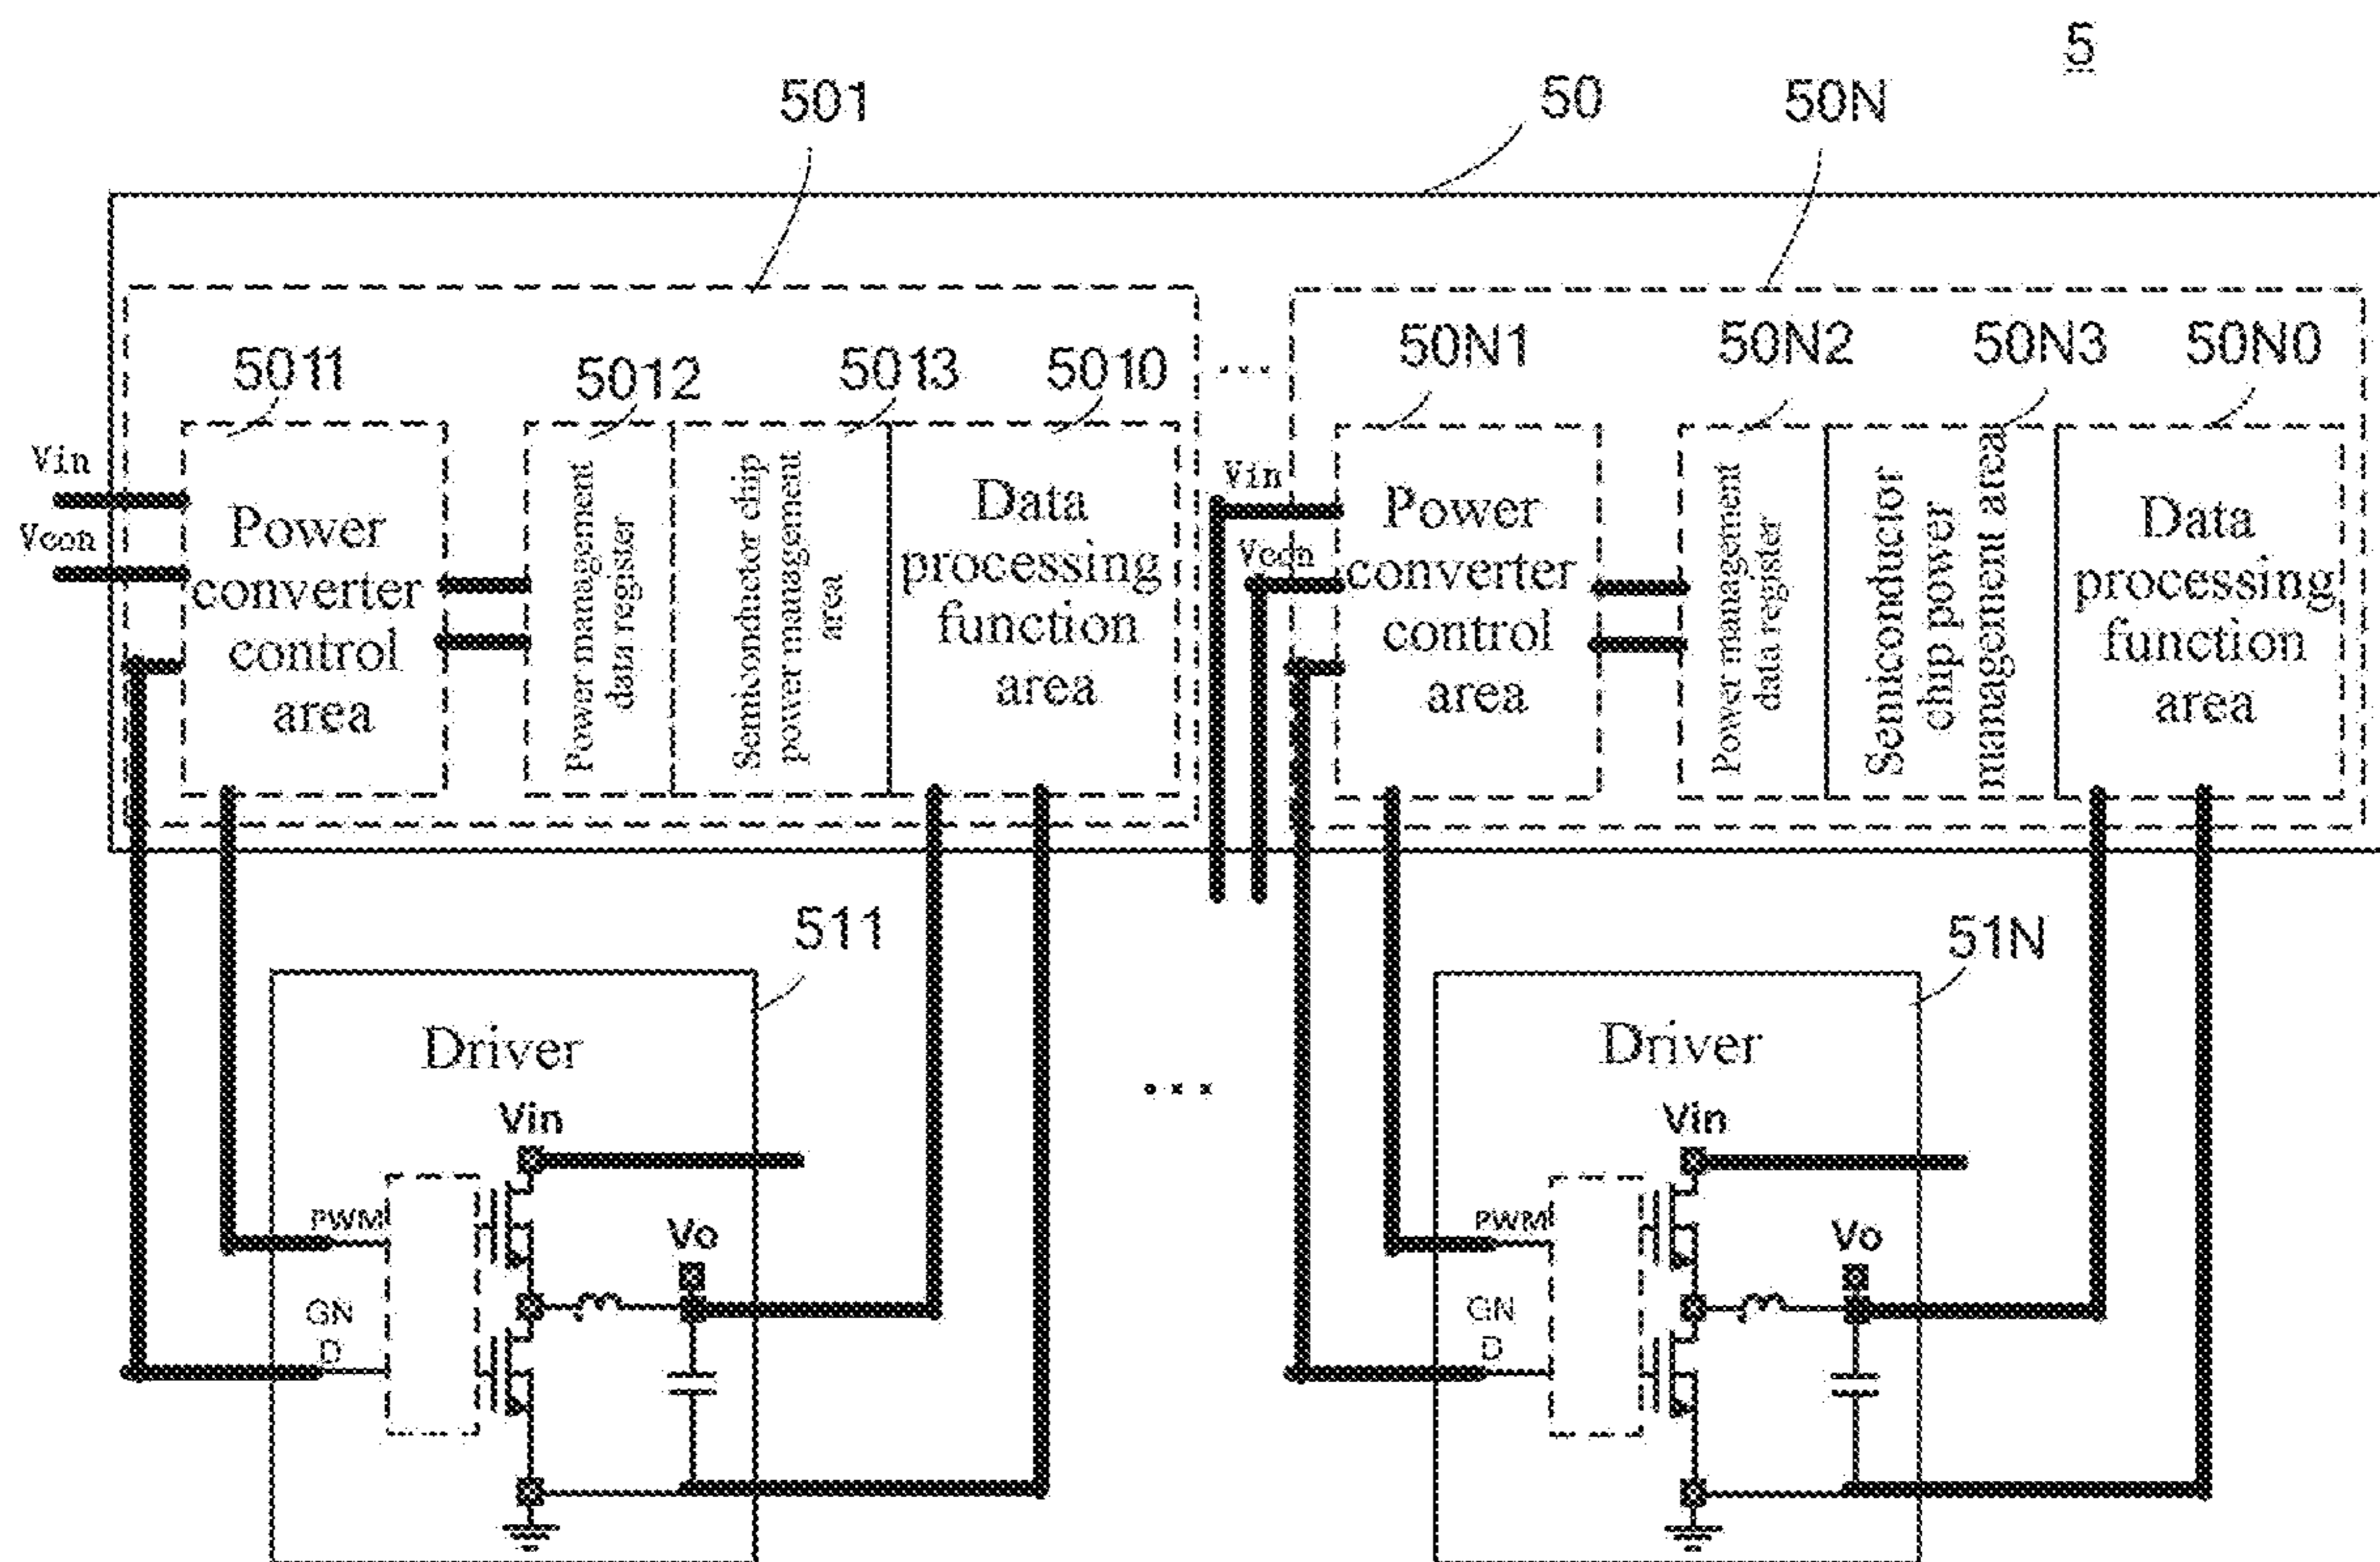 5
501
50
50N
5011
5012
5013
5010
...
50N1
50N2
50N3
50N0
Vin
Vcon
Power
converter
control
area
Power management
data register
Semiconductor chip
power management
area
Data
processing
function
area
Vin
Vcon
Power
converter
control
area
Power management
data register
Semiconductor
chip power
management area
Data
processing
function
area
511
51N
Driver
Vin
PWM
Vo
GN
D
...
Driver
Vin
PWM
Vo
GN
D